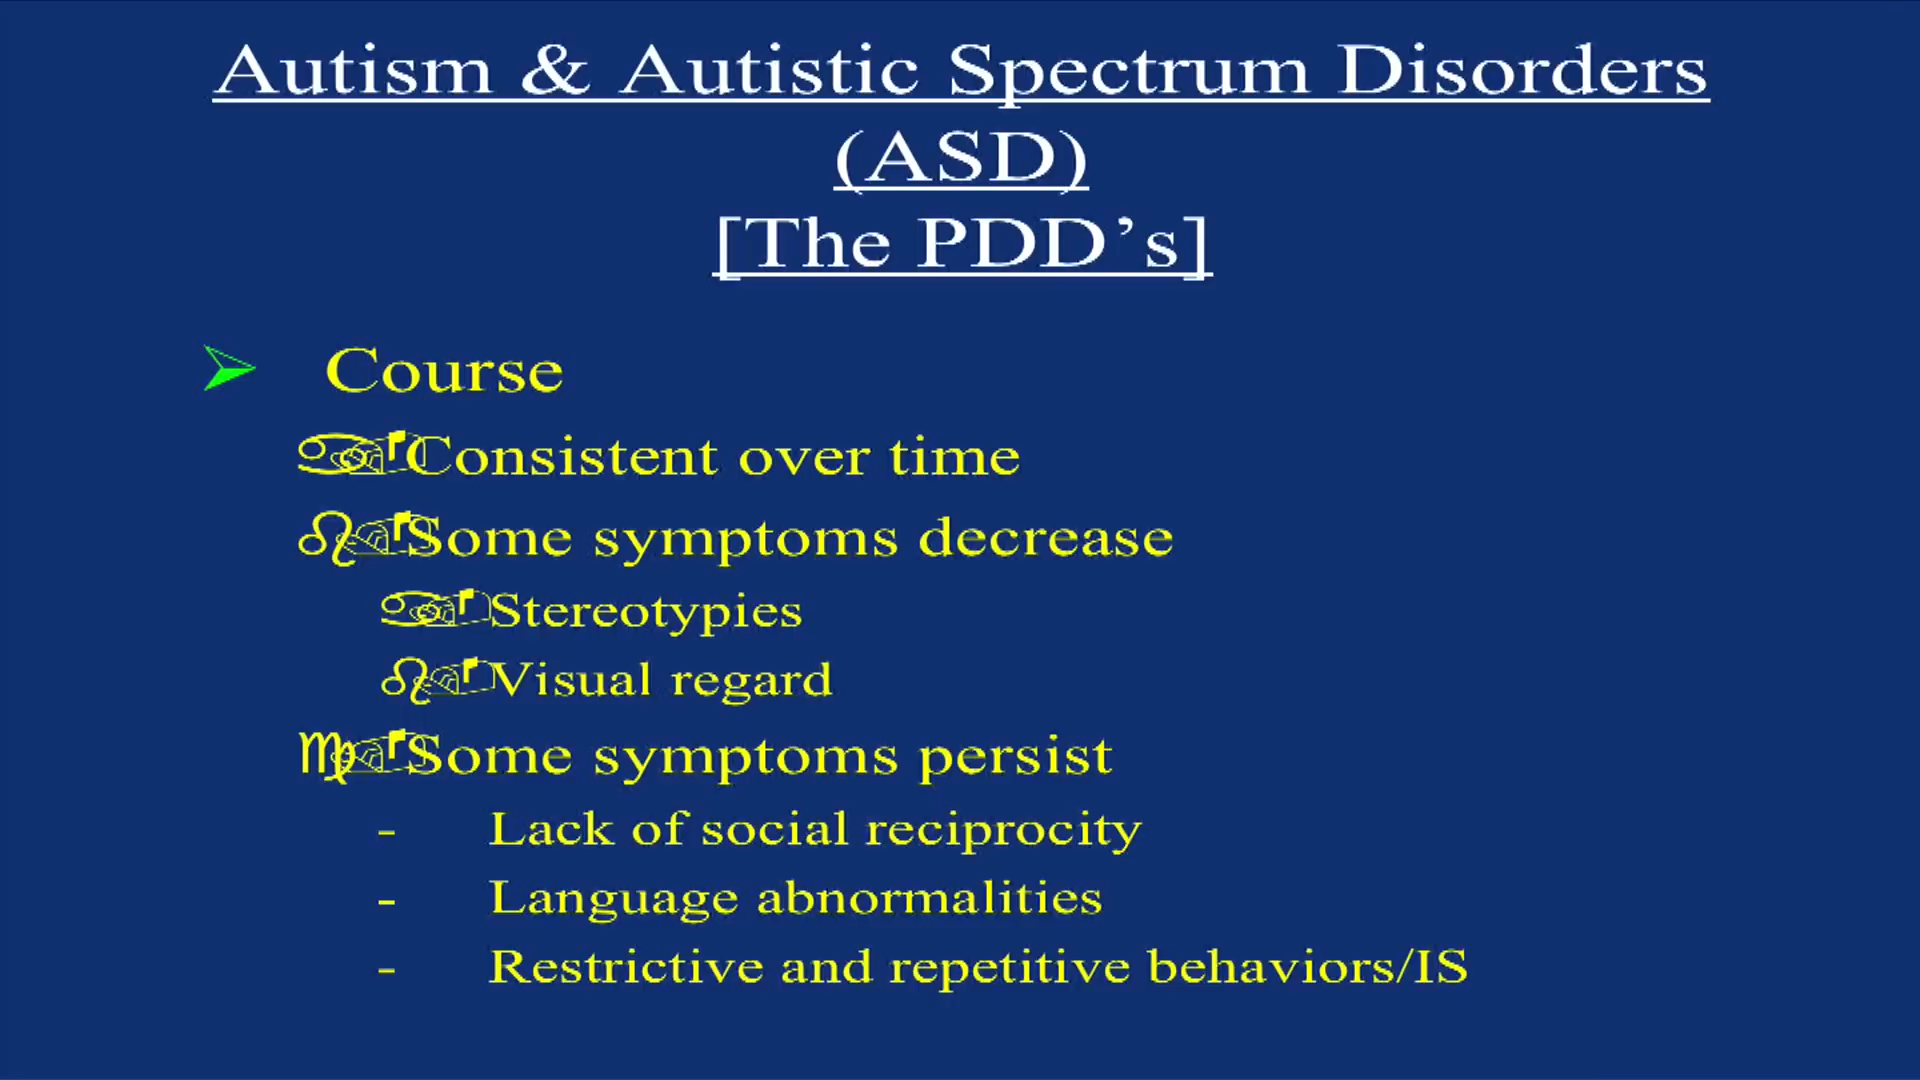 Autism & Autistic Spectrum Disorders
(ASD)
[The PDD’s]
➢ Course
Consistent over time
Some symptoms decrease
Stereotypies
Visual regard
Some symptoms persist
- Lack of social reciprocity
- Language abnormalities
- Restrictive and repetitive behaviors/IS